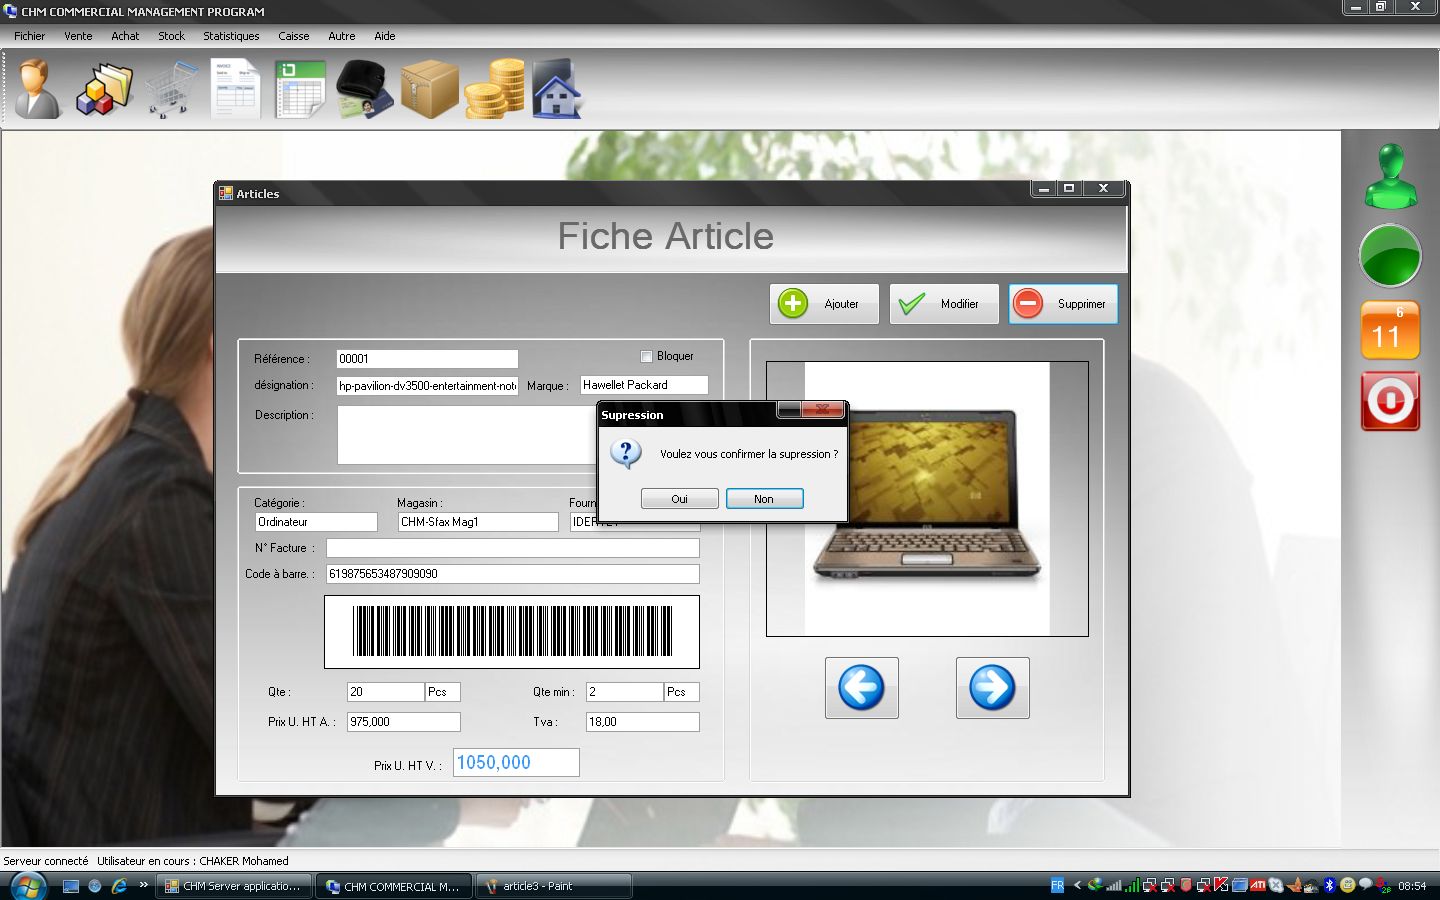 CHM COMMERCIAL MANAGEMENT PROGRAM
Fichier Vente Achat Stock Statistiques Caisse Autre Aide
INVOICE
Articles
Fiche Article
Ajouter Modifier Supprimer
Référence : 00001 Bloquer
désignation : hp-pavilion-dv3500-entertainment-not Marque : Hawellet Packard
Description :
Supression
Voulez vous confirmer la supression ?
Oui Non
Catégorie : Magasin : Fourn
Ordinateur CHM-Sfax Mag1
N° Facture :
Code à barre. : 619875653487909090
Qte : 20 Pcs Qte min : 2 Pcs
Prix U. HT A. : 975,000 Tva : 18,00
Prix U. HT V. : 1050,000
6
11
Serveur connecté Utilisateur en cours : CHAKER Mohamed
CHM Server applicatio... CHM COMMERCIAL M... article3 - Paint FR ATI 08:54